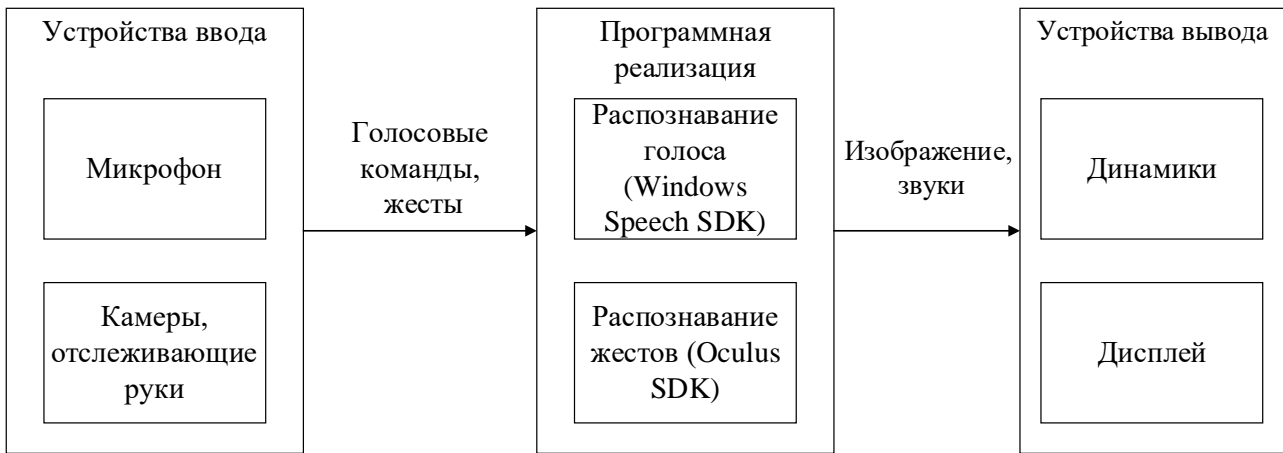 Устройства ввода
Микрофон
Камеры,
отслеживающие
руки
Голосовые
команды,
жесты
Программная
реализация
Распознавание
голоса
(Windows
Speech SDK)
Распознавание
жестов (Oculus
SDK)
Изображение,
звуки
Устройства вывода
Динамики
Дисплей